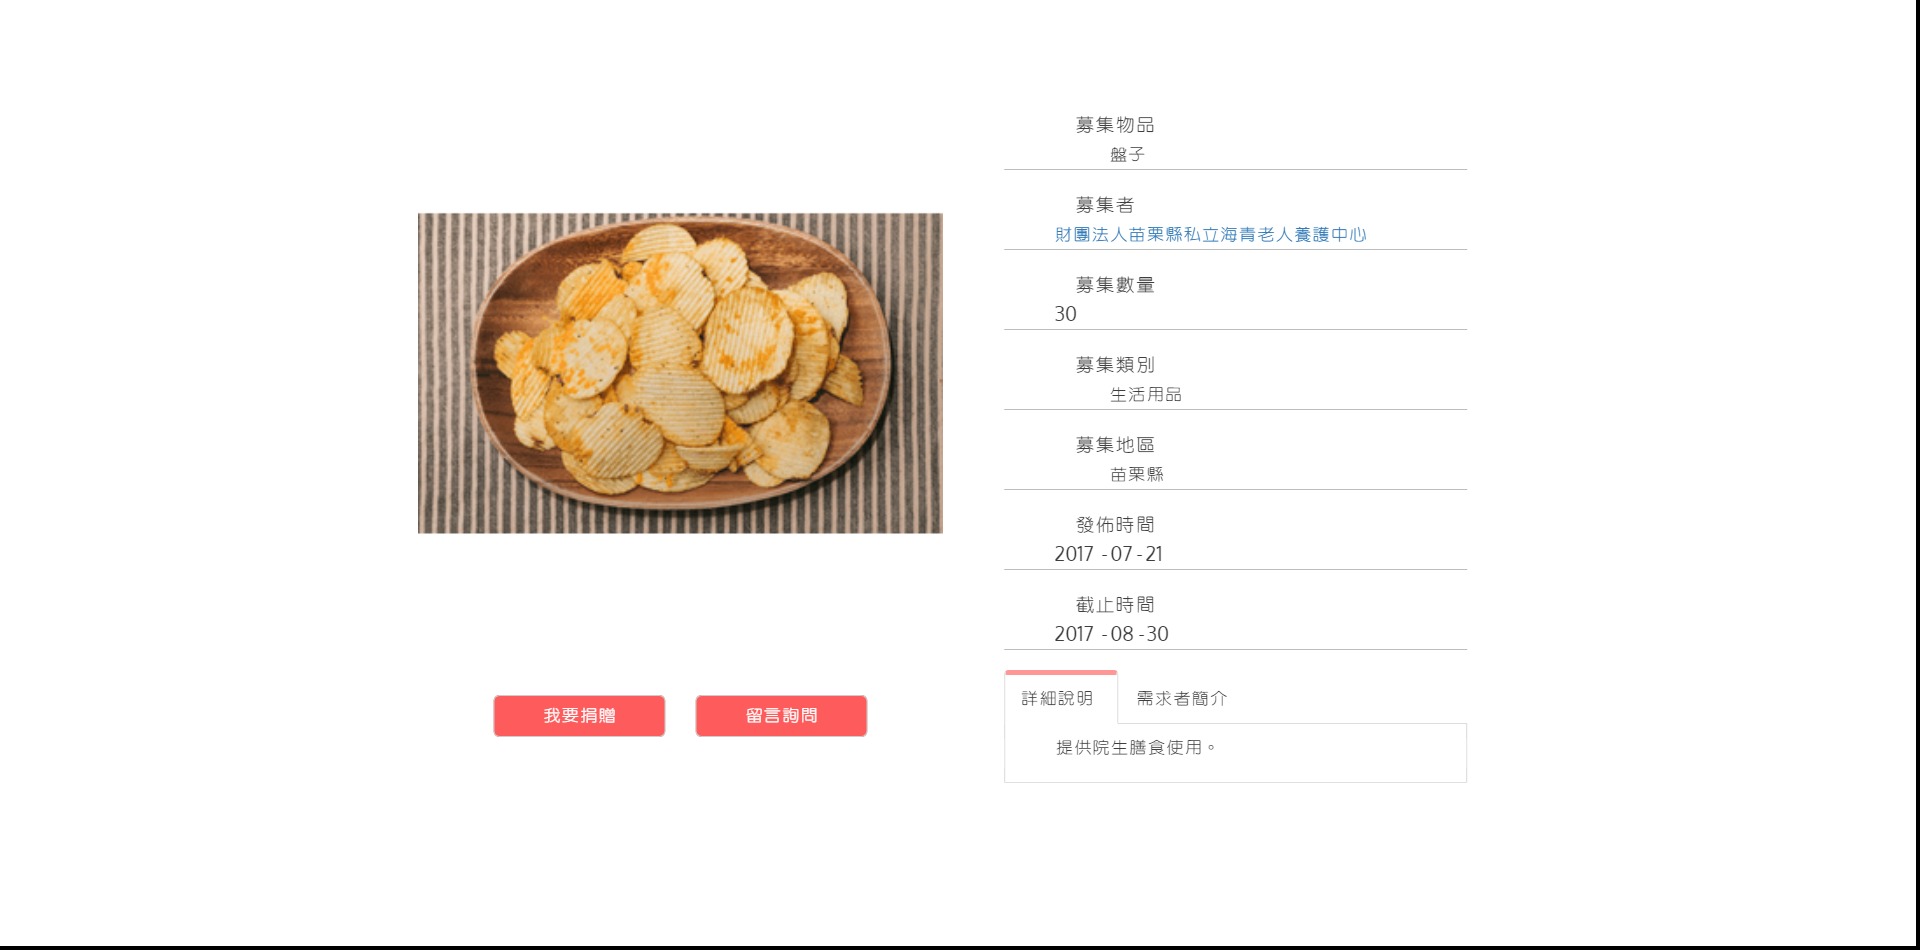 募集物品
盤子
募集者
財團法人苗栗縣私立海青老人養護中心
募集數量
30
募集類別
生活用品
募集地區
苗栗縣
發佈時間
2017 -07-21
截止時間
2017 -08 -30
我要捐贈 留言詢問
詳細說明 需求者簡介
提供院生膳食使用。